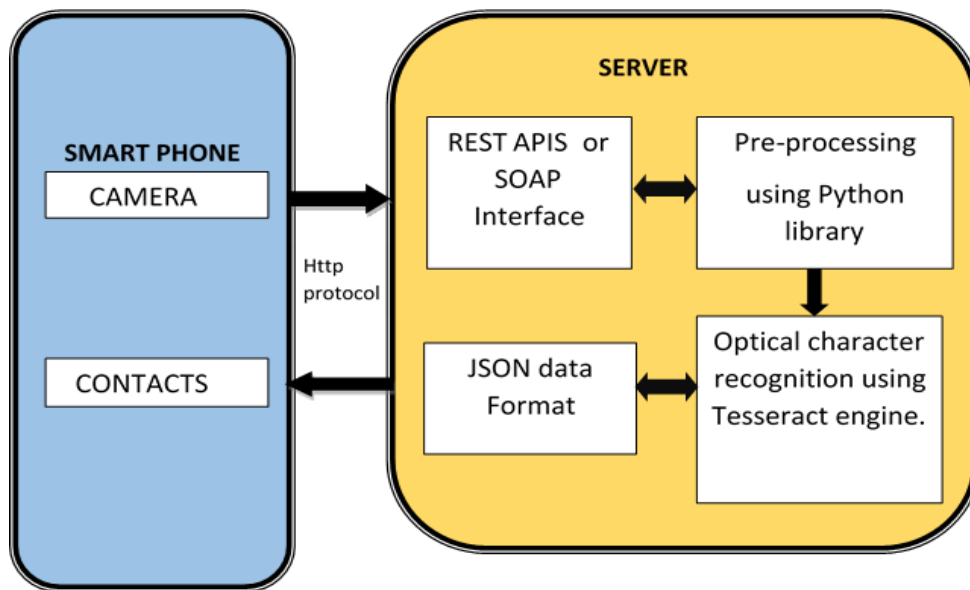 SMART PHONE
CAMERA
CONTACTS
Http
protocol
SERVER
REST APIS or
SOAP
Interface
Pre-processing
using Python
library
JSON data
Format
Optical character
recognition using
Tesseract engine.